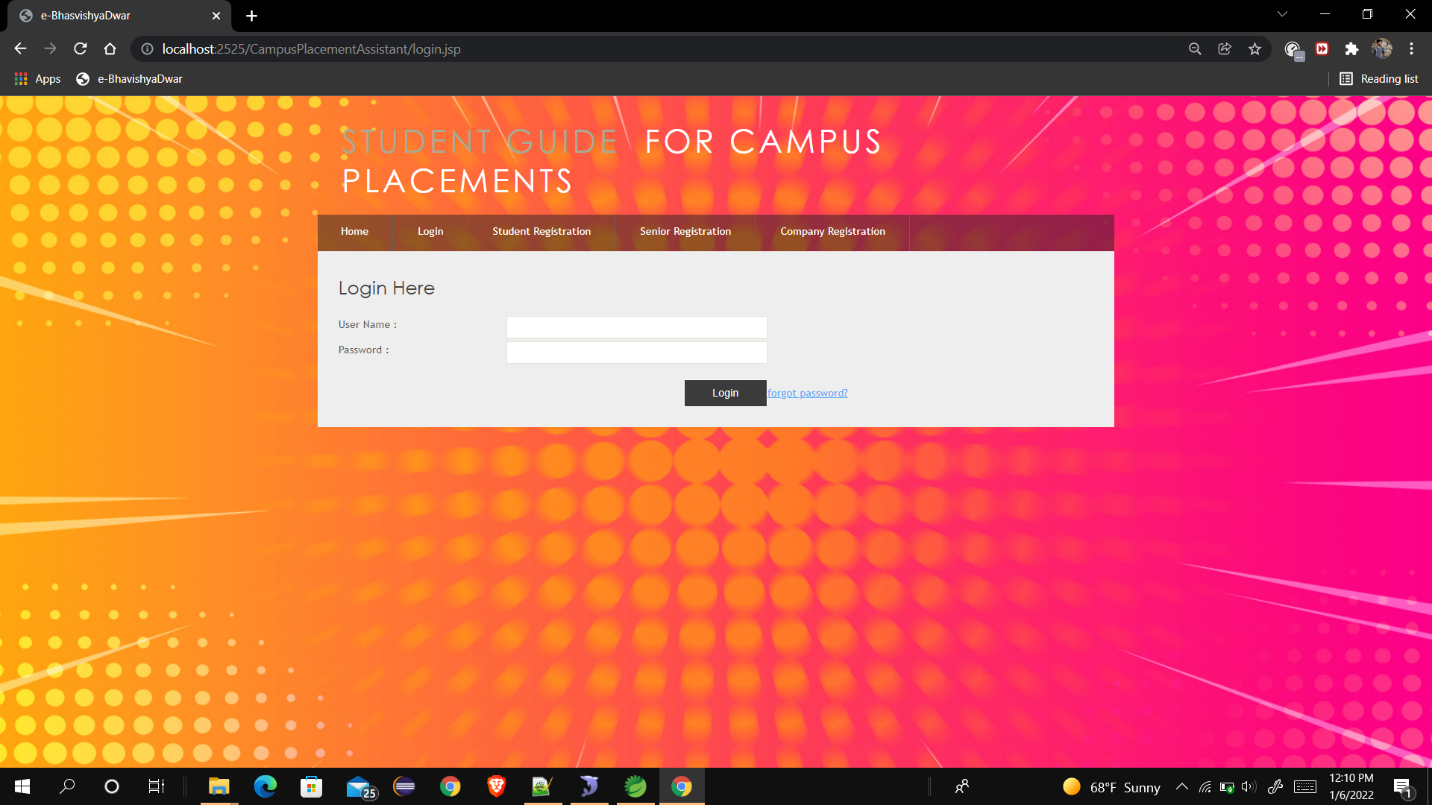 e-BhasvishyaDwar
localhost:2525/CampusPlacementAssistant/login.jsp
Apps e-BhavishyaDwar Reading list
STUDENT GUIDE FOR CAMPUS
PLACEMENTS
Home Login Student Registration Senior Registration Company Registration
Login Here
User Name :
Password :
Login forgot password?
25
68°F Sunny
12:10 PM
1/6/2022
1